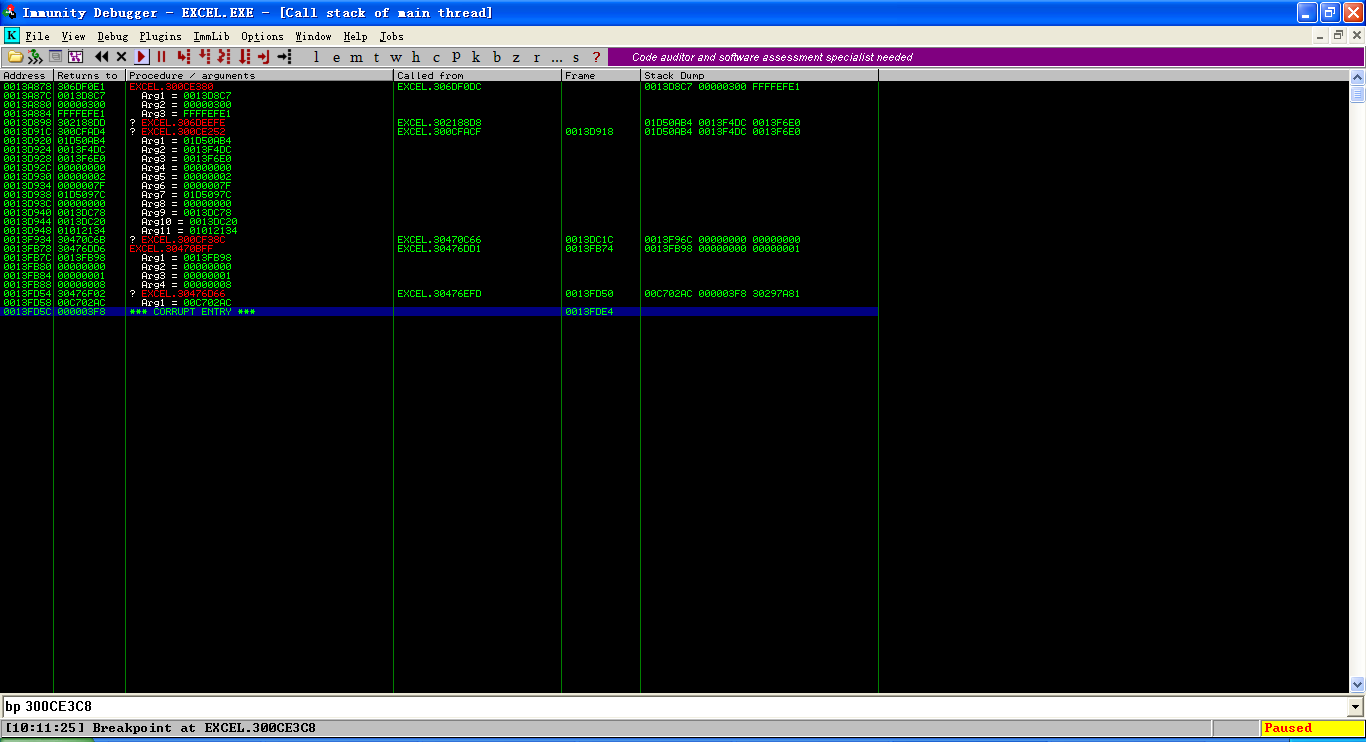 Immunity Debugger - EXCEL.EXE - [Call stack of main thread]
K File View Debug Plugins ImmLib Options Window Help Jobs
l e m t w h c P k b z r ... s ? Code auditor and software assessment specialist needed
Address Returns to Procedure / arguments Called from Frame Stack Dump
0013A878 306DF0E1 EXCEL.300CE380 EXCEL.306DF0DC 0013D8C7 00000300 FFFFEFE1
0013A87C 0013D8C7 Arg1 = 0013D8C7
0013A880 00000300 Arg2 = 00000300
0013A884 FFFFEFE1 Arg3 = FFFFEFE1
0013D898 302188DD ? EXCEL.306DEEFE EXCEL.302188D8 01D50AB4 0013F4DC 0013F6E0
0013D91C 300CFAD4 ? EXCEL.300CE252 EXCEL.300CFACF 0013D918 01D50AB4 0013F4DC 0013F6E0
0013D920 01D50AB4 Arg1 = 01D50AB4
0013D924 0013F4DC Arg2 = 0013F4DC
0013D928 0013F6E0 Arg3 = 0013F6E0
0013D92C 00000000 Arg4 = 00000000
0013D930 00000002 Arg5 = 00000002
0013D934 0000007F Arg6 = 0000007F
0013D938 01D5097C Arg7 = 01D5097C
0013D93C 00000000 Arg8 = 00000000
0013D940 0013DC78 Arg9 = 0013DC78
0013D944 0013DC20 Arg10 = 0013DC20
0013D948 01012134 Arg11 = 01012134
0013F934 30470C6B ? EXCEL.300CF38C EXCEL.30470C66 0013DC1C 0013F96C 00000000 00000000
0013FB78 30476DD6 EXCEL.30470BFF EXCEL.30476DD1 0013FB74 0013FB98 00000000 00000001
0013FB7C 0013FB98 Arg1 = 0013FB98
0013FB80 00000000 Arg2 = 00000000
0013FB84 00000001 Arg3 = 00000001
0013FB88 00000008 Arg4 = 00000008
0013FD54 30476F02 ? EXCEL.30476D66 EXCEL.30476EFD 0013FD50 00C702AC 000003F8 30297A81
0013FD58 00C702AC Arg1 = 00C702AC
0013FD5C 000003F8 *** CORRUPT ENTRY *** 0013FDE4
bp 300CE3C8
[10:11:25] Breakpoint at EXCEL.300CE3C8 Paused